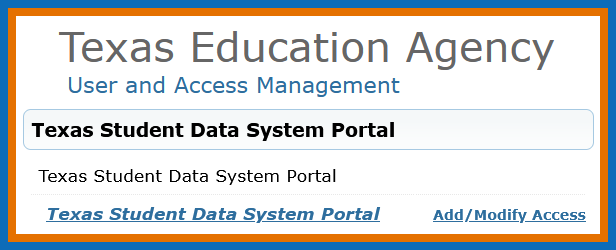 Texas Education Agency
User and Access Management
Texas Student Data System Portal
Texas Student Data System Portal
Texas Student Data System Portal Add/Modify Access